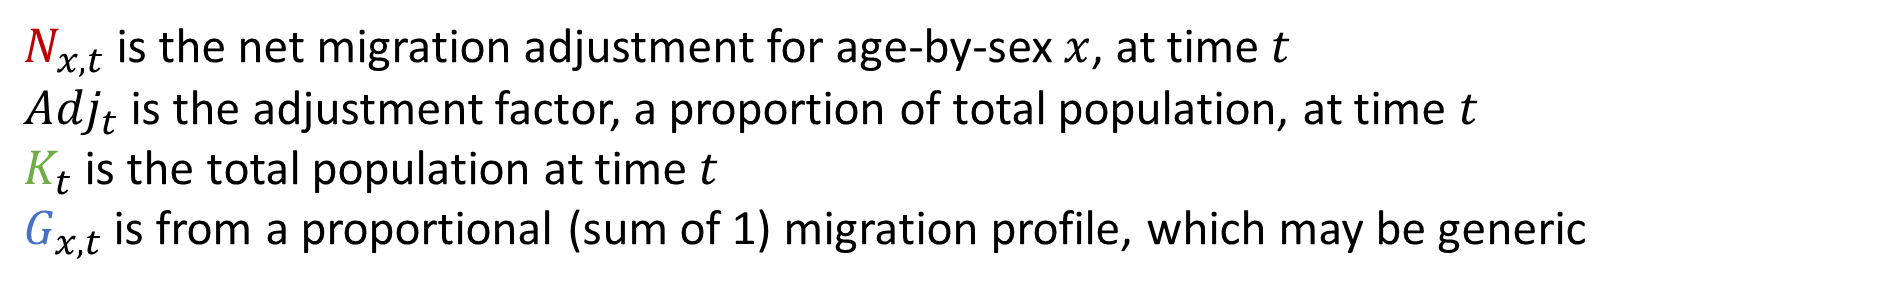 N_{x,t} is the net migration adjustment for age-by-sex x, at time t
Adj_t is the adjustment factor, a proportion of total population, at time t
K_t is the total population at time t
G_{x,t} is from a proportional (sum of 1) migration profile, which may be generic